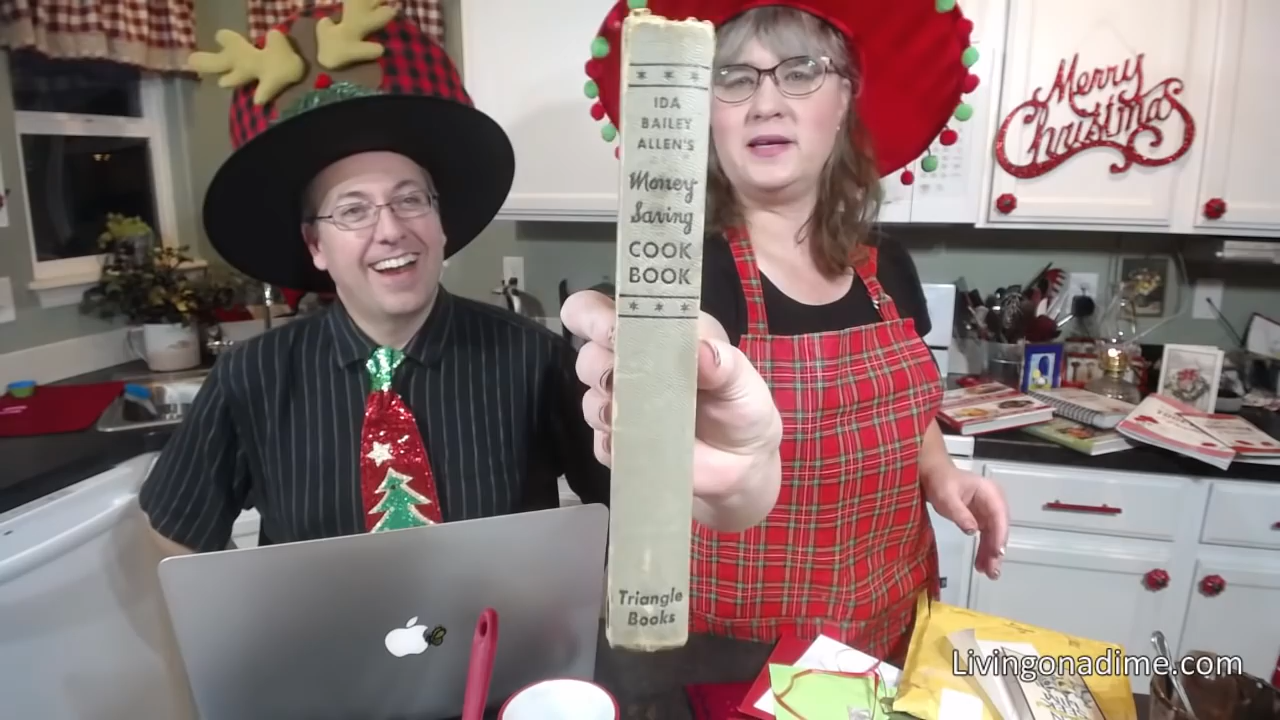 IDA
BAILEY
ALLEN'S
Money
Saving
COOK
BOOK
Triangle
Books
Merry
Christmas
Livingonadime.com